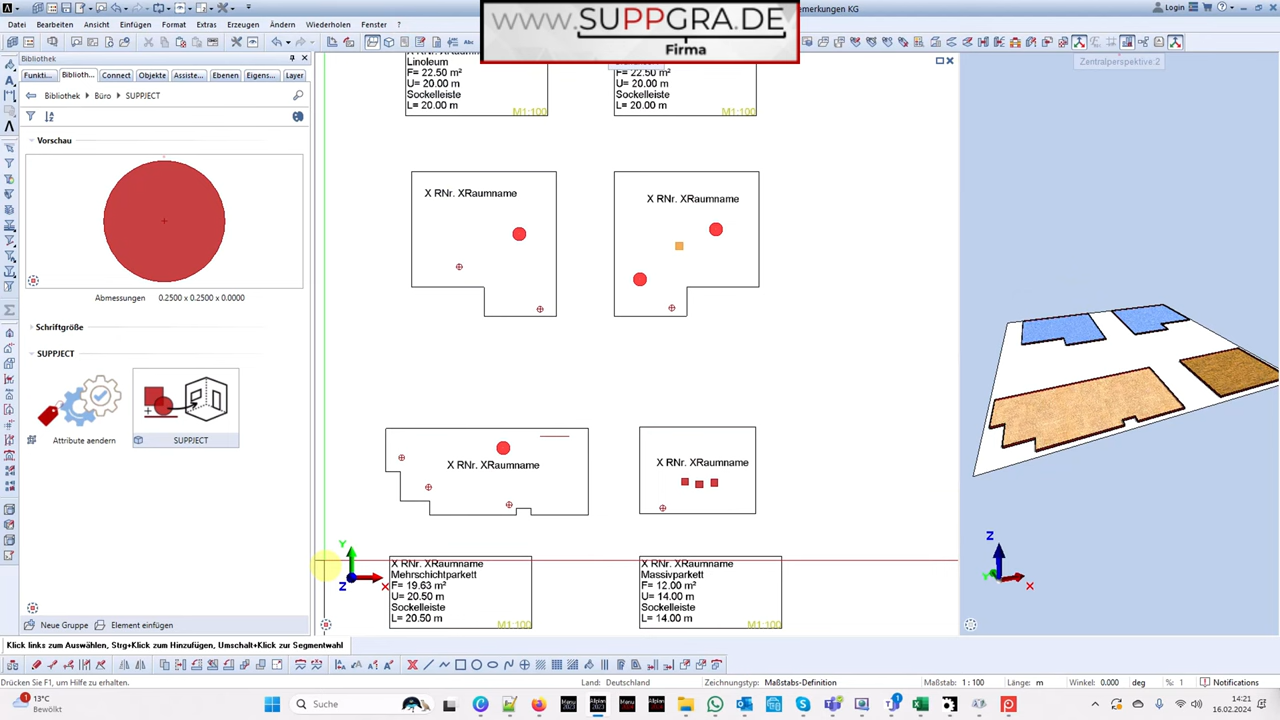 www.SUPPGRA.DE
Firma
emerkungen KG
Login
Datei
Bearbeiten
Ansicht
Einfügen
Format
Extras
Erzeugen
Ändern
Wiederholen
Fenster
Bibliothek
Funkti...
Biblioth...
Connect
Objekte
Assiste...
Ebenen
Eigens...
Layer
Bibliothek
Büro
SUPPJECT
Vorschau
Abmessungen 0.2500 x 0.2500 x 0.0000
Schriftgröße
SUPPJECT
Attribute aendern
SUPPJECT
Neue Gruppe
Element einfügen
Linoleum
F= 22.50 m²
U= 20.00 m
Sockelleiste
L= 20.00 m
M1:100
F= 22.50 m²
U= 20.00 m
Sockelleiste
L= 20.00 m
M1:100
X RNr. XRaumname
X RNr. XRaumname
X RNr. XRaumname
X RNr. XRaumname
X RNr. XRaumname
Mehrschichtparkett
F= 19.63 m²
U= 20.50 m
Sockelleiste
L= 20.50 m
M1:100
X RNr. XRaumname
Massivparkett
F= 12.00 m²
U= 14.00 m
Sockelleiste
L= 14.00 m
M1:100
Y
X
Z
Zentralperspektive:2
Z
Y
X
Klick links zum Auswählen, Strg+Klick zum Hinzufügen, Umschalt+Klick zur Segmentwahl
Drücken Sie F1, um Hilfe zu erhalten.
Land: Deutschland
Zeichnungstyp: Maßstabs-Definition
Maßstab: 1 : 100
Länge: m
Winkel: 0.000 deg
%: 1
Notifications
13°C
Bewölkt
Suche
14:21
16.02.2024